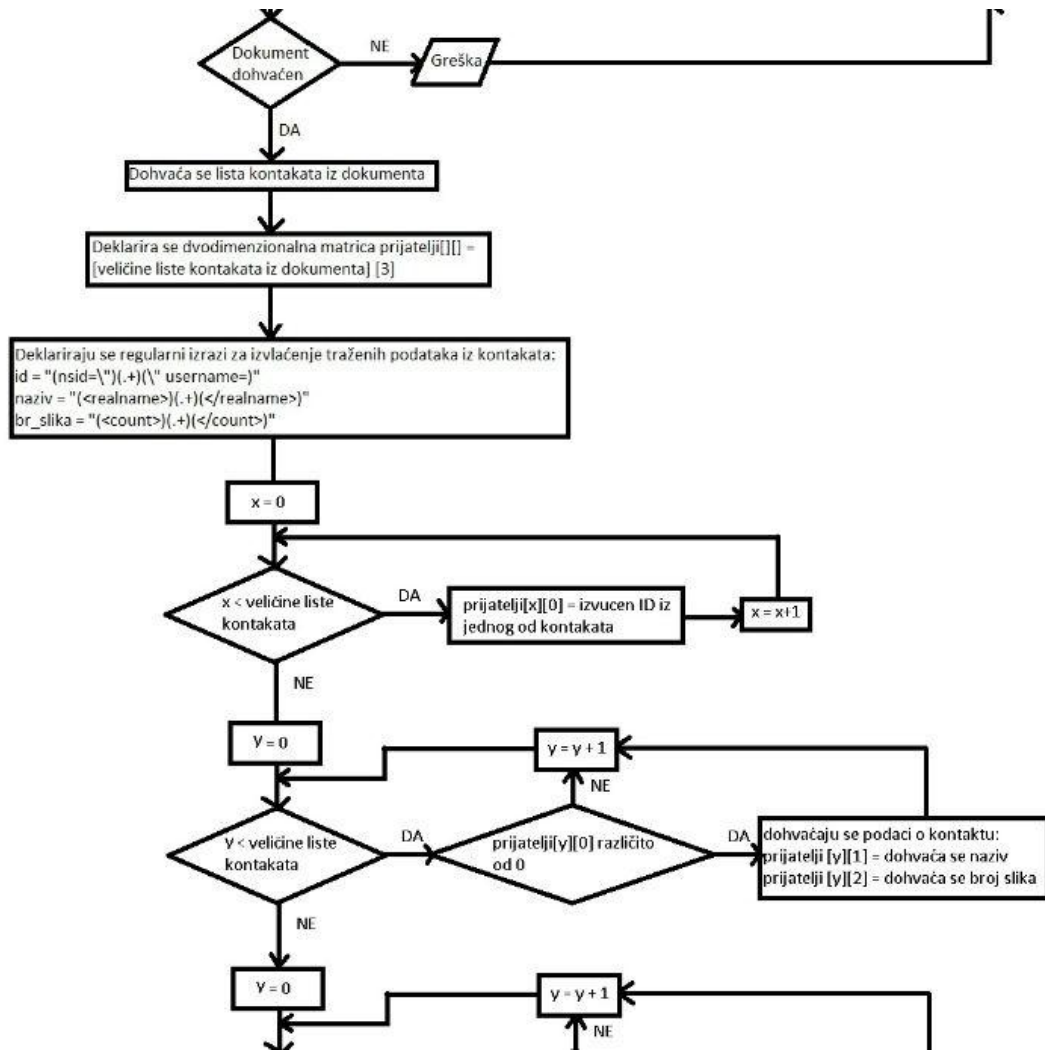 Dokument
dohvaćen
NE
Greška
DA
Dohvaća se lista kontakata iz dokumenta
Deklarira se dvodimenzionalna matrica prijatelji[][] =
[veličine liste kontakata iz dokumenta] [3]
Deklariraju se regularni izrazi za izvlaćenje traženih podataka iz kontakata:
id = "(nsid=\")(.+)(\" username=)"
naziv = "(<realname>)(.+)(</realname>)"
br_slika = "(<count>)(.+)(</count>)"
x = 0
x < veličine liste
kontakata
DA
prijatelji[x][0] = izvucen ID iz
jednog od kontakata
x = x+1
NE
y = 0
y = y + 1
NE
y < veličine liste
kontakata
DA
prijatelji[y][0] različito
od 0
DA
dohvaćaju se podaci o kontaktu:
prijatelji [y][1] = dohvaća se naziv
prijatelji [y][2] = dohvaća se broj slika
NE
y = 0
y = y + 1
NE